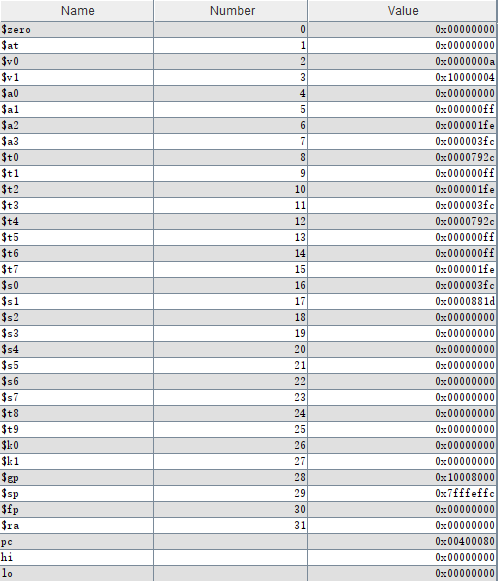 Name Number Value
$zero 0 0x00000000
$at 1 0x00000000
$v0 2 0x0000000a
$v1 3 0x10000004
$a0 4 0x00000000
$a1 5 0x000000ff
$a2 6 0x000001fe
$a3 7 0x000003fc
$t0 8 0x0000792c
$t1 9 0x000000ff
$t2 10 0x000001fe
$t3 11 0x000003fc
$t4 12 0x0000792c
$t5 13 0x000000ff
$t6 14 0x000000ff
$t7 15 0x000001fe
$s0 16 0x000003fc
$s1 17 0x0000881d
$s2 18 0x00000000
$s3 19 0x00000000
$s4 20 0x00000000
$s5 21 0x00000000
$s6 22 0x00000000
$s7 23 0x00000000
$t8 24 0x00000000
$t9 25 0x00000000
$k0 26 0x00000000
$k1 27 0x00000000
$gp 28 0x10008000
$sp 29 0x7fffeffc
$fp 30 0x00000000
$ra 31 0x00000000
pc 0x00400080
hi 0x00000000
lo 0x00000000